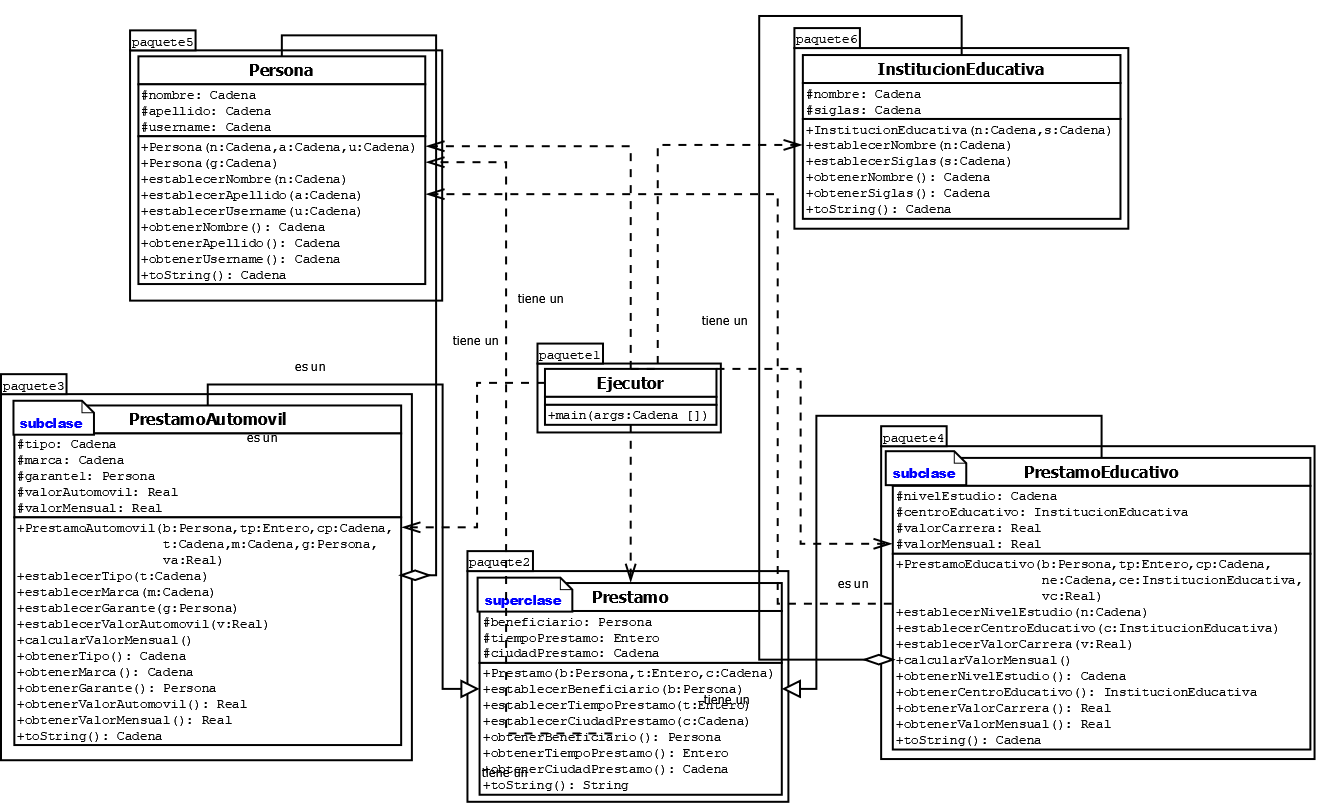 paquete5
Persona
#nombre: Cadena
#apellido: Cadena
#username: Cadena
+Persona(n:Cadena,a:Cadena,u:Cadena)
+Persona(g:Cadena)
+establecerNombre(n:Cadena)
+establecerApellido(a:Cadena)
+establecerUsername(u:Cadena)
+obtenerNombre(): Cadena
+obtenerApellido(): Cadena
+obtenerUsername(): Cadena
+toString(): Cadena
paquete6
InstitucionEducativa
#nombre: Cadena
#siglas: Cadena
+InstitucionEducativa(n:Cadena,s:Cadena)
+establecerNombre(n:Cadena)
+establecerSiglas(s:Cadena)
+obtenerNombre(): Cadena
+obtenerSiglas(): Cadena
+toString(): Cadena
tiene un
tiene un
tiene un
es un
paquete1
Ejecutor
+main(args:Cadena [])
paquete3
subclase
PrestamoAutomovil
es un
#tipo: Cadena
#marca: Cadena
#garante1: Persona
#valorAutomovil: Real
#valorMensual: Real
+PrestamoAutomovil(b:Persona,tp:Entero,cp:Cadena,
t:Cadena,m:Cadena,g:Persona,
va:Real)
+establecerTipo(t:Cadena)
+establecerMarca(m:Cadena)
+establecerGarante(g:Persona)
+establecerValorAutomovil(v:Real)
+calcularValorMensual()
+obtenerTipo(): Cadena
+obtenerMarca(): Cadena
+obtenerGarante(): Persona
+obtenerValorAutomovil(): Real
+obtenerValorMensual(): Real
+toString(): Cadena
paquete2
superclase
Prestamo
#beneficiario: Persona
#tiempoPrestamo: Entero
#ciudadPrestamo: Cadena
+Prestamo(b:Persona,t:Entero,c:Cadena)
+establecerBeneficiario(b:Persona)
+establecerTiempoPrestamo(t:Entero)
tiene un
+establecerCiudadPrestamo(c:Cadena)
+obtenerBeneficiario(): Persona
+obtenerTiempoPrestamo(): Entero
+obtenerCiudadPrestamo(): Cadena
tiene un
+toString(): String
es un
paquete4
subclase
PrestamoEducativo
#nivelEstudio: Cadena
#centroEducativo: InstitucionEducativa
#valorCarrera: Real
#valorMensual: Real
+PrestamoEducativo(b:Persona,tp:Entero,cp:Cadena,
ne:Cadena,ce:InstitucionEducativa,
vc:Real)
+establecerNivelEstudio(n:Cadena)
+establecerCentroEducativo(c:InstitucionEducativa)
+establecerValorCarrera(v:Real)
+calcularValorMensual()
+obtenerNivelEstudio(): Cadena
+obtenerCentroEducativo(): InstitucionEducativa
+obtenerValorCarrera(): Real
+obtenerValorMensual(): Real
+toString(): Cadena